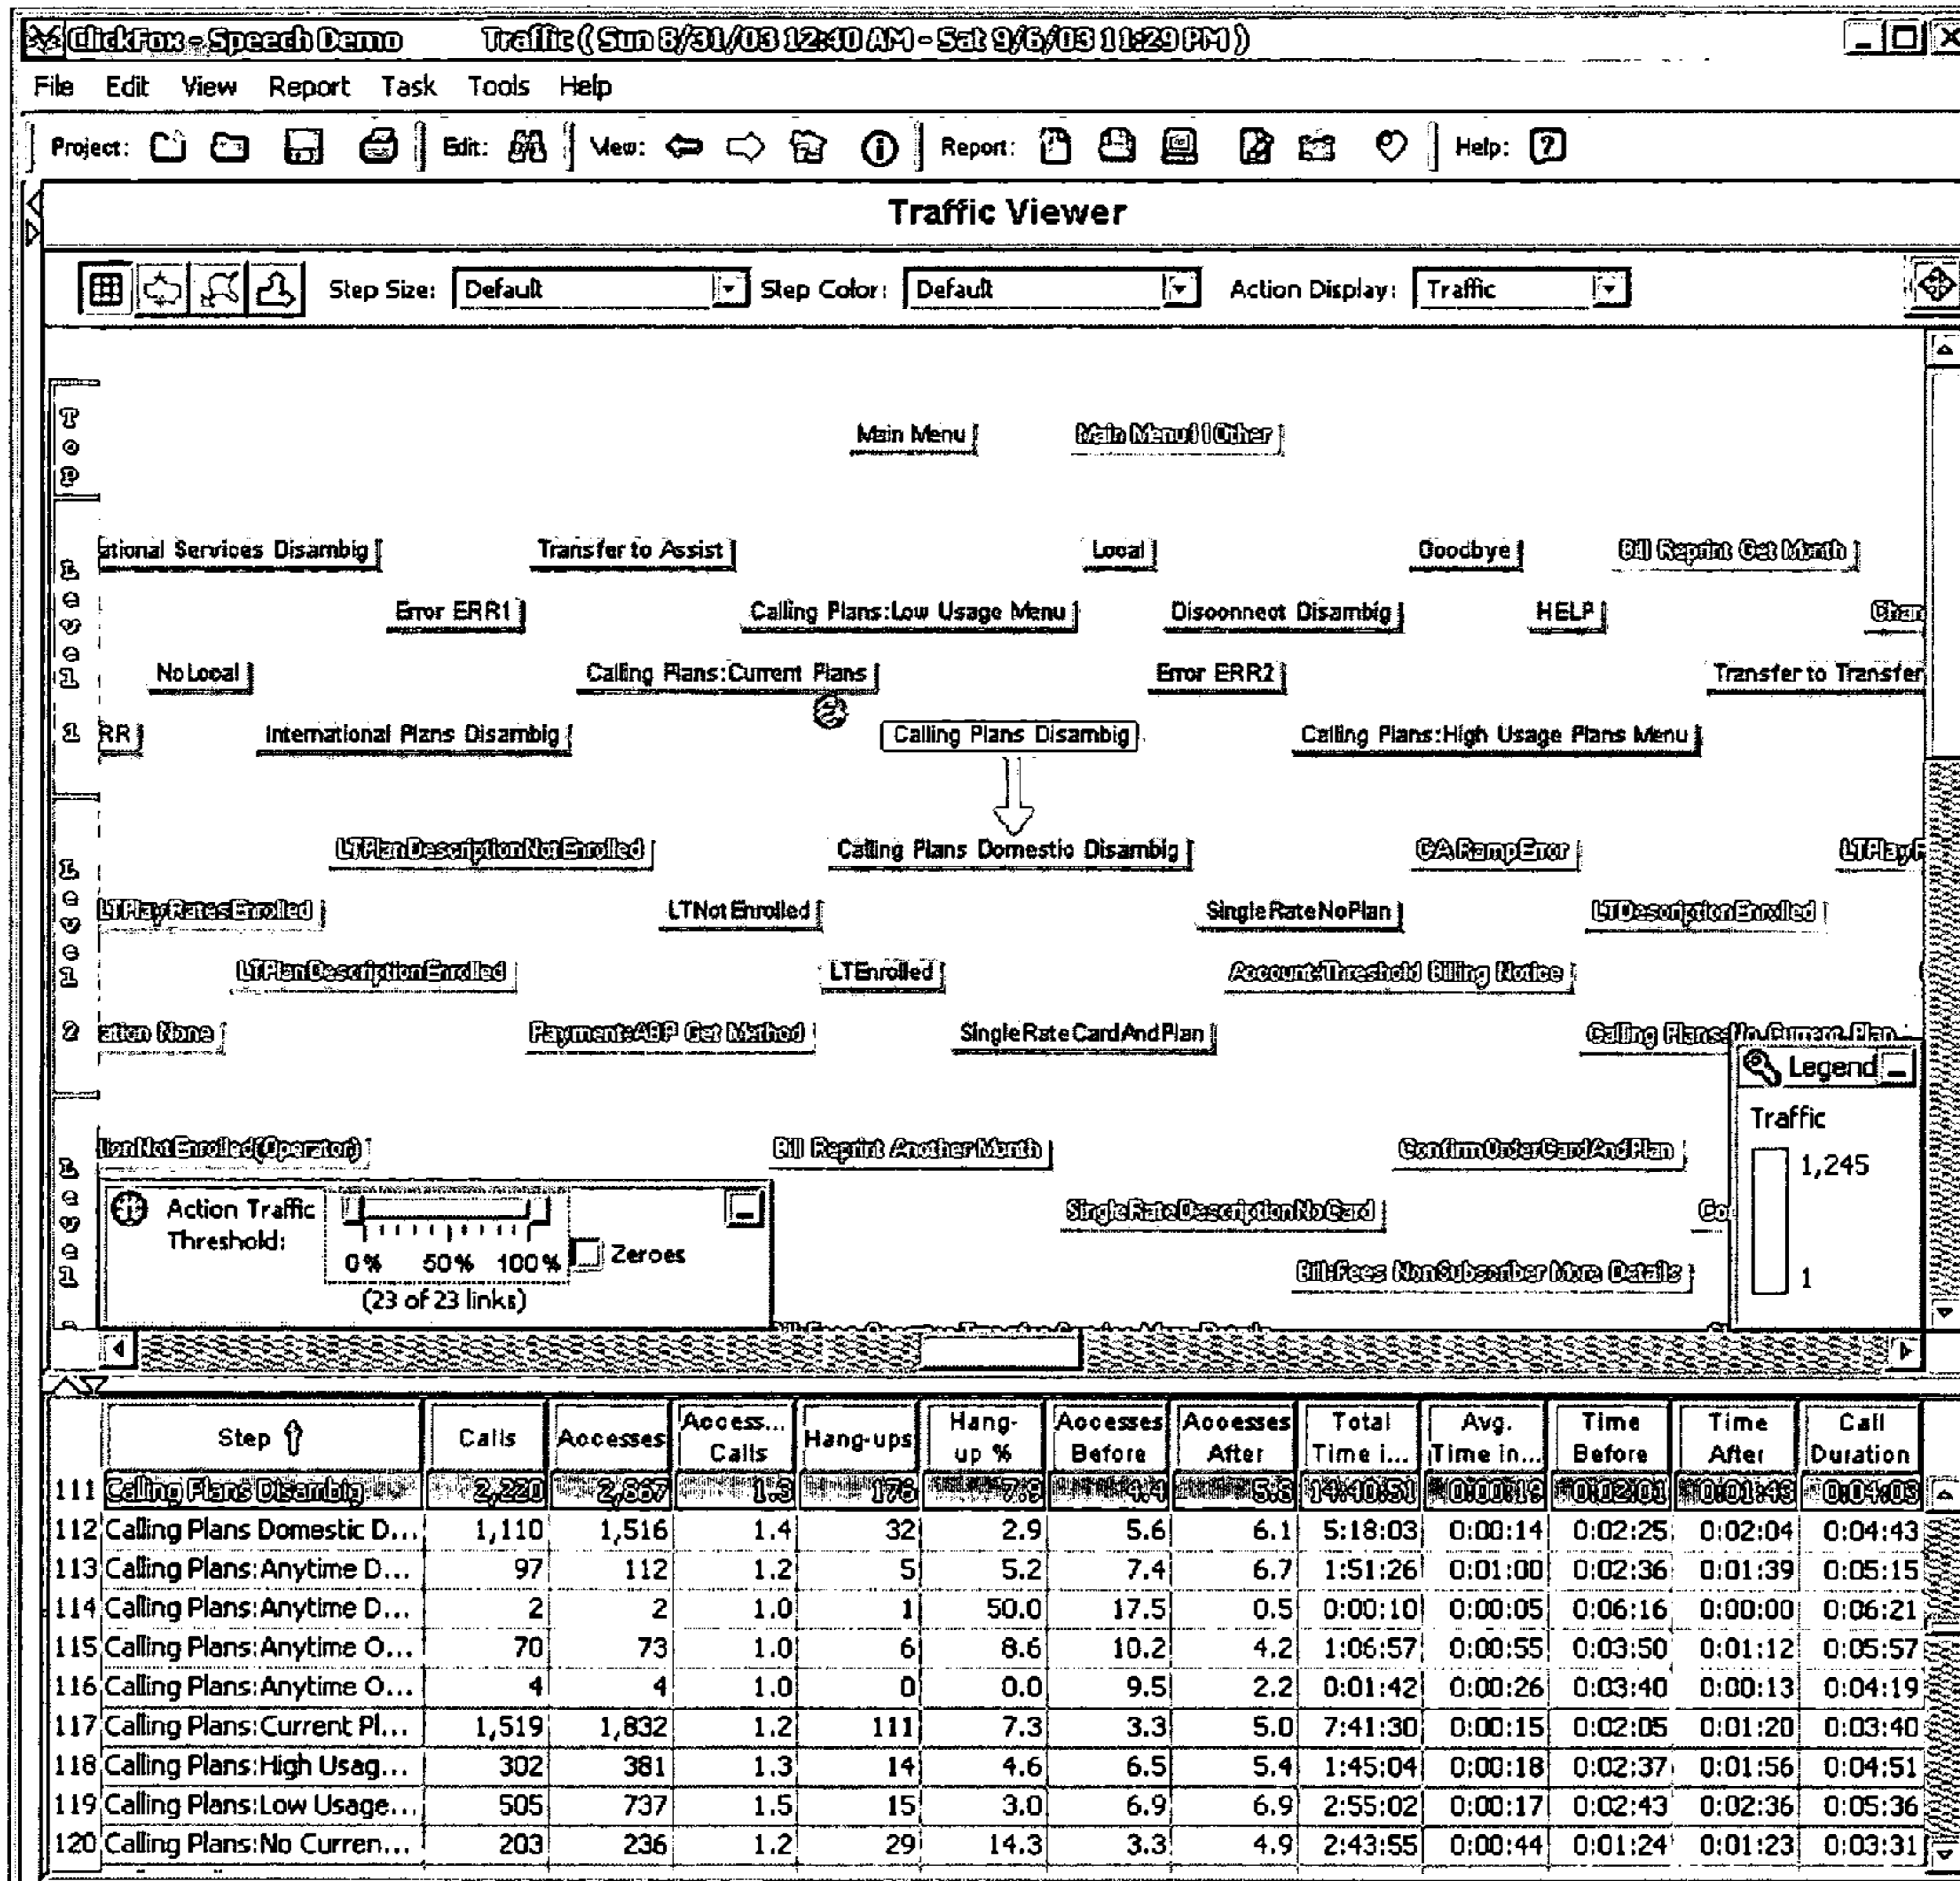 ClickFox - Speech Demo Traffic ( Sun 8/31/03 12:40 AM - Sat 9/6/03 11:29 PM )
File Edit View Report Task Tools Help
Project: Edit: View: Report: Help:
Traffic Viewer
Step Size: Default Step Color: Default Action Display: Traffic
Top
Main Menu Main Menu! ! Other
Level 1
ational Services Disambig Transfer to Assist Local Goodbye Bill Reprint Get Month
Error ERR1 Calling Plans:Low Usage Menu Disconnect Disambig HELP Char
NoLocal Calling Plans:Current Plans Error ERR2 Transfer to Transfer
RR International Plans Disambig Calling Plans Disambig Calling Plans:High Usage Plans Menu
Level 2
LTPlanDescriptionNotEnrolled Calling Plans Domestic Disambig CARampError LTPlayR
LTPlayRatesEnrolled LTNotEnrolled SingleRateNoPlan LTDescriptionEnrolled
LTPlanDescriptionEnrolled LTEnrolled Account:Threshold Billing Notice
ation None Payment:ABP Get Method SingleRateCardAndPlan Calling Plans:No Current Plan
Level
tionNotEnrolled(Operator) Bill Reprint Another Month ConfirmOrderCardAndPlan
SingleRateDescriptionNoCard Co
Bill:Fees NonSubscriber More Details
Legend
Traffic
1,245
1
Action Traffic Threshold:
0% 50% 100% Zeroes
(23 of 23 links)
Step Calls Accesses Access... Calls Hang-ups Hang-up % Accesses Before Accesses After Total Time i... Avg. Time in... Time Before Time After Call Duration
111 Calling Plans Disambig 2,220 2,867 1.3 176 7.9 4.4 5.8 14:40:51 0:00:19 0:02:01 0:01:43 0:04:03
112 Calling Plans Domestic D... 1,110 1,516 1.4 32 2.9 5.6 6.1 5:18:03 0:00:14 0:02:25 0:02:04 0:04:43
113 Calling Plans:Anytime D... 97 112 1.2 5 5.2 7.4 6.7 1:51:26 0:01:00 0:02:36 0:01:39 0:05:15
114 Calling Plans:Anytime D... 2 2 1.0 1 50.0 17.5 0.5 0:00:10 0:00:05 0:06:16 0:00:00 0:06:21
115 Calling Plans:Anytime O... 70 73 1.0 6 8.6 10.2 4.2 1:06:57 0:00:55 0:03:50 0:01:12 0:05:57
116 Calling Plans:Anytime O... 4 4 1.0 0 0.0 9.5 2.2 0:01:42 0:00:26 0:03:40 0:00:13 0:04:19
117 Calling Plans:Current Pl... 1,519 1,832 1.2 111 7.3 3.3 5.0 7:41:30 0:00:15 0:02:05 0:01:20 0:03:40
118 Calling Plans:High Usag... 302 381 1.3 14 4.6 6.5 5.4 1:45:04 0:00:18 0:02:37 0:01:56 0:04:51
119 Calling Plans:Low Usage... 505 737 1.5 15 3.0 6.9 6.9 2:55:02 0:00:17 0:02:43 0:02:36 0:05:36
120 Calling Plans:No Curren... 203 236 1.2 29 14.3 3.3 4.9 2:43:55 0:00:44 0:01:24 0:01:23 0:03:31